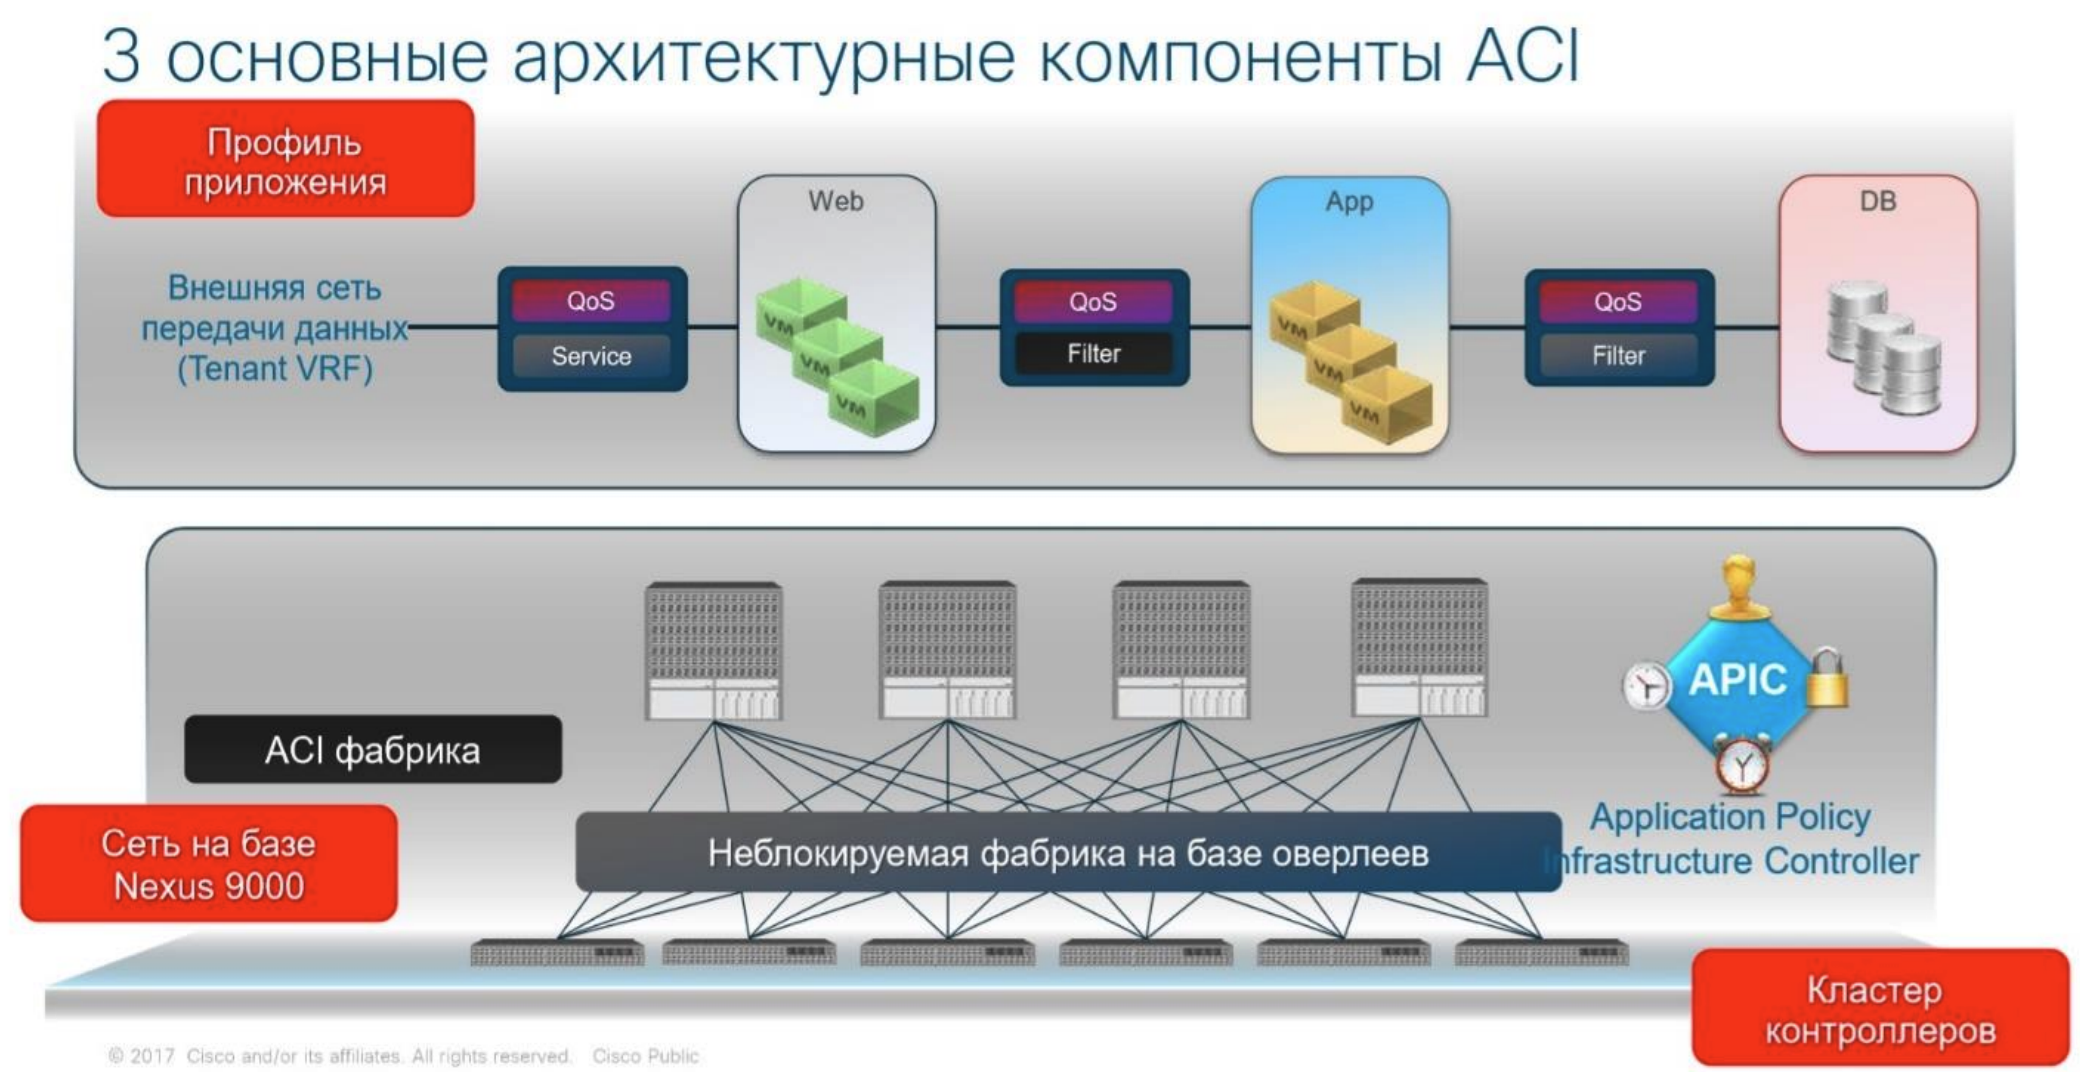 3 основные архитектурные компоненты ACI
Профиль
приложения
Внешняя сеть
передачи данных
(Tenant VRF)
QoS
Service
Web
VM
VM
VM
QoS
Filter
App
VM
VM
VM
QoS
Filter
DB
ACI фабрика
Сеть на базе
Nexus 9000
Неблокируемая фабрика на базе оверлеев
APIC
Application Policy
Infrastructure Controller
Кластер
контроллеров
© 2017 Cisco and/or its affiliates. All rights reserved. Cisco Public